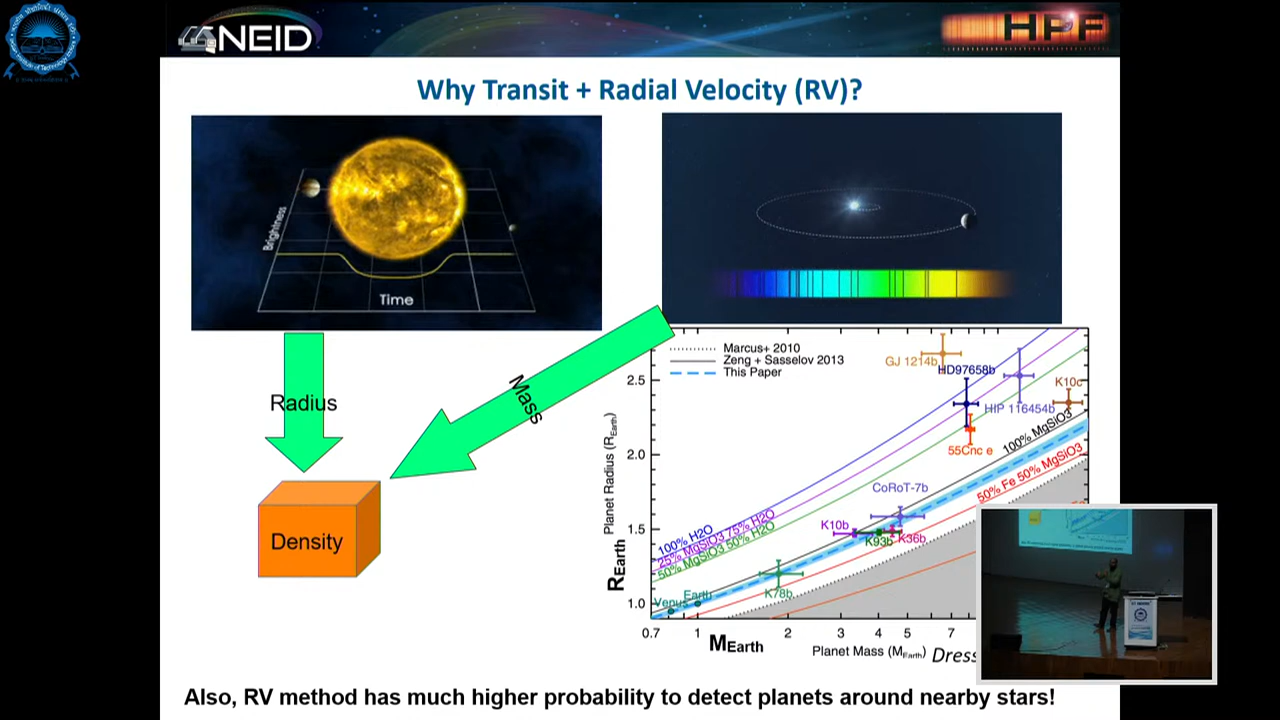 NEID
HPF
Why Transit + Radial Velocity (RV)?
Brightness
Time
Radius
Mass
Density
Marcus+ 2010
Zeng + Sasselov 2013
This Paper
GJ 1214b
HD97658b
K10c
HIP 116454b
100% MgSiO3
55Cnc e
50% Fe 50% MgSiO3
CoRoT-7b
100% H2O
25% MgSiO3 75% H2O
50% MgSiO3 50% H2O
K10b
K93b
K36b
K78b
Venus
Earth
REarth
Planet Radius (REarth)
2.5
2.0
1.5
1.0
0.7 1 2 3 4 5 7
MEarth
Planet Mass (MEarth)
Dress
Also, RV method has much higher probability to detect planets around nearby stars!